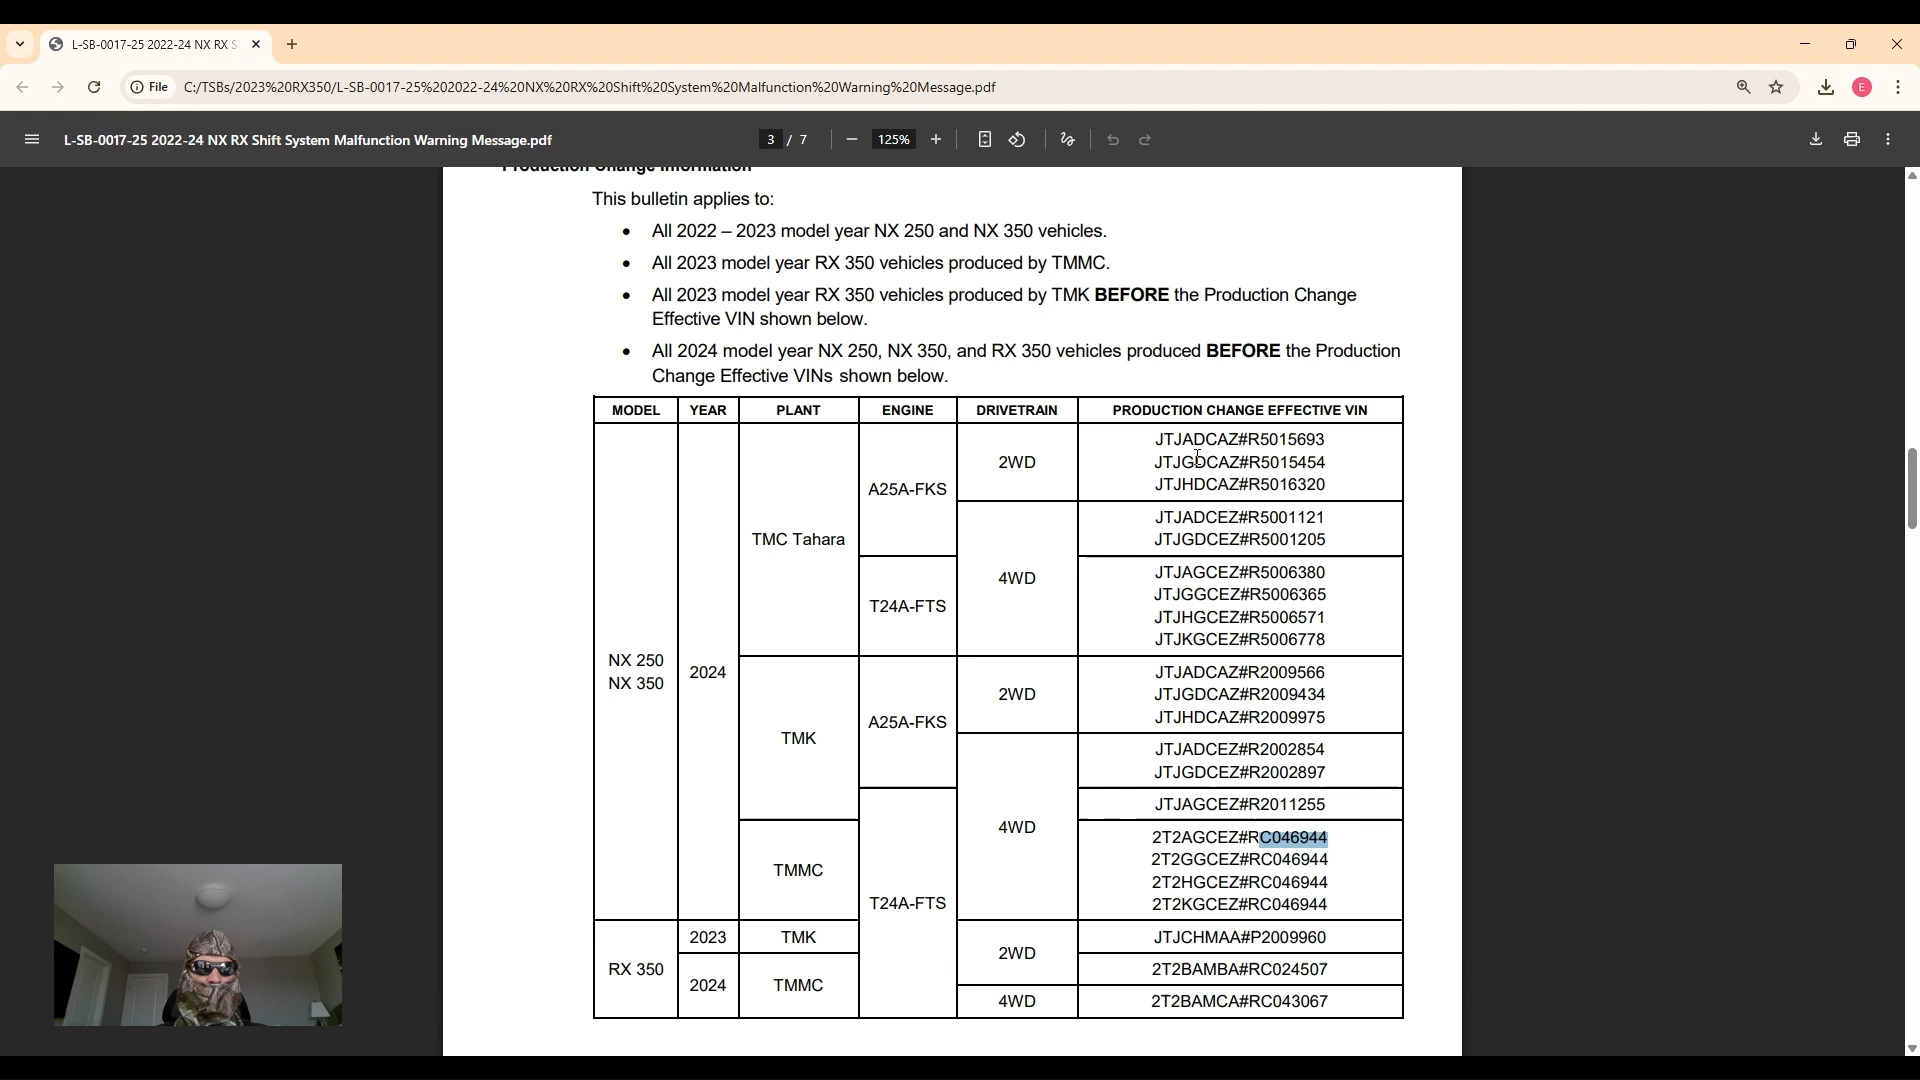 L-SB-0017-25 2022-24 NX RX S
File
C:/TSBs/2023%20RX350/L-SB-0017-25%202022-24%20NX%20RX%20Shift%20System%20Malfunction%20Warning%20Message.pdf
E
L-SB-0017-25 2022-24 NX RX Shift System Malfunction Warning Message.pdf
3 / 7
125%
Production Change Information
This bulletin applies to:
• All 2022 – 2023 model year NX 250 and NX 350 vehicles.
• All 2023 model year RX 350 vehicles produced by TMMC.
• All 2023 model year RX 350 vehicles produced by TMK BEFORE the Production Change
Effective VIN shown below.
• All 2024 model year NX 250, NX 350, and RX 350 vehicles produced BEFORE the Production
Change Effective VINs shown below.
MODEL YEAR PLANT ENGINE DRIVETRAIN PRODUCTION CHANGE EFFECTIVE VIN
NX 250
NX 350
2024
TMC Tahara
A25A-FKS
2WD
JTJADCAZ#R5015693
JTJGDCAZ#R5015454
JTJHDCAZ#R5016320
4WD
JTJADCEZ#R5001121
JTJGDCEZ#R5001205
T24A-FTS
JTJAGCEZ#R5006380
JTJGGCEZ#R5006365
JTJHGCEZ#R5006571
JTJKGCEZ#R5006778
TMK
A25A-FKS
2WD
JTJADCAZ#R2009566
JTJGDCAZ#R2009434
JTJHDCAZ#R2009975
4WD
JTJADCEZ#R2002854
JTJGDCEZ#R2002897
T24A-FTS
JTJAGCEZ#R2011255
TMMC
2T2AGCEZ#RC046944
2T2GGCEZ#RC046944
2T2HGCEZ#RC046944
2T2KGCEZ#RC046944
RX 350
2023 TMK
2WD
JTJCHMAA#P2009960
2024 TMMC
2T2BAMBA#RC024507
4WD 2T2BAMCA#RC043067